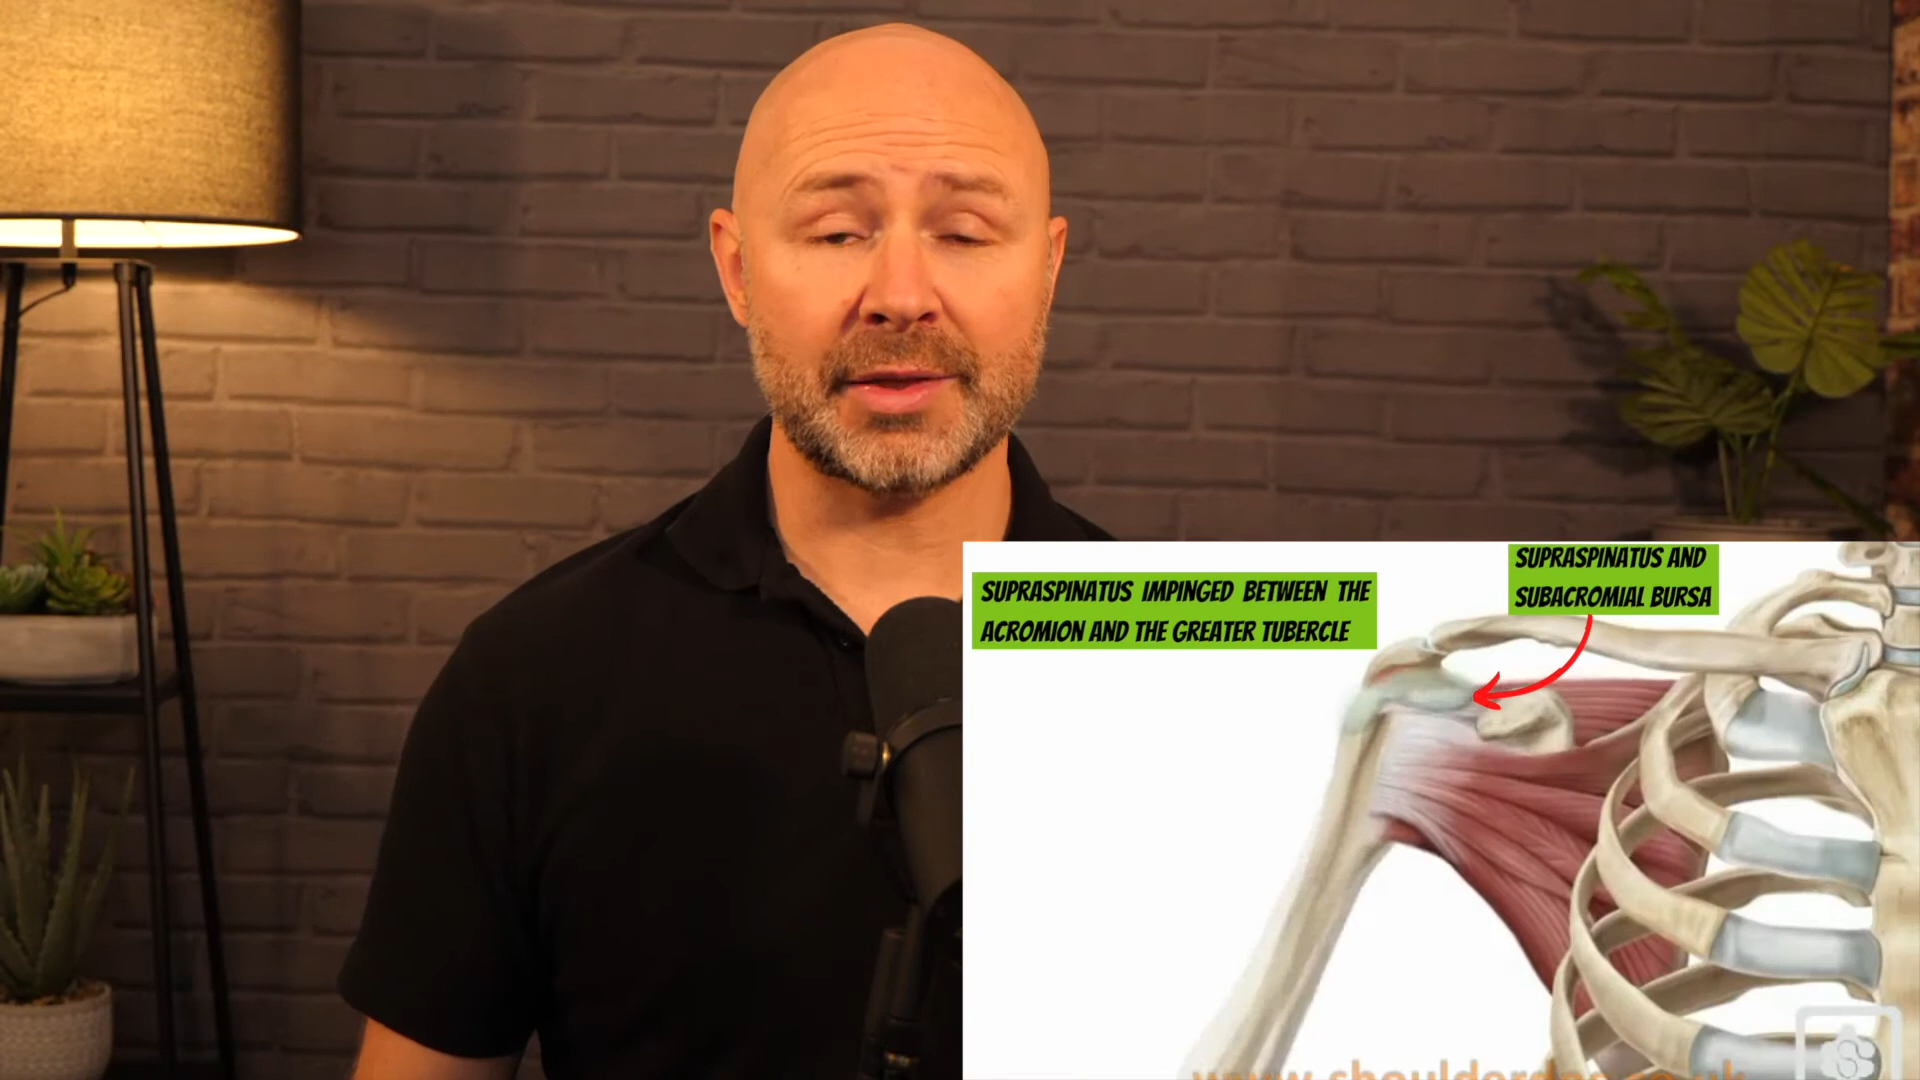 SUPRASPINATUS AND
SUBACROMIAL BURSA
SUPRASPINATUS IMPINGED BETWEEN THE
ACROMION AND THE GREATER TUBERCLE